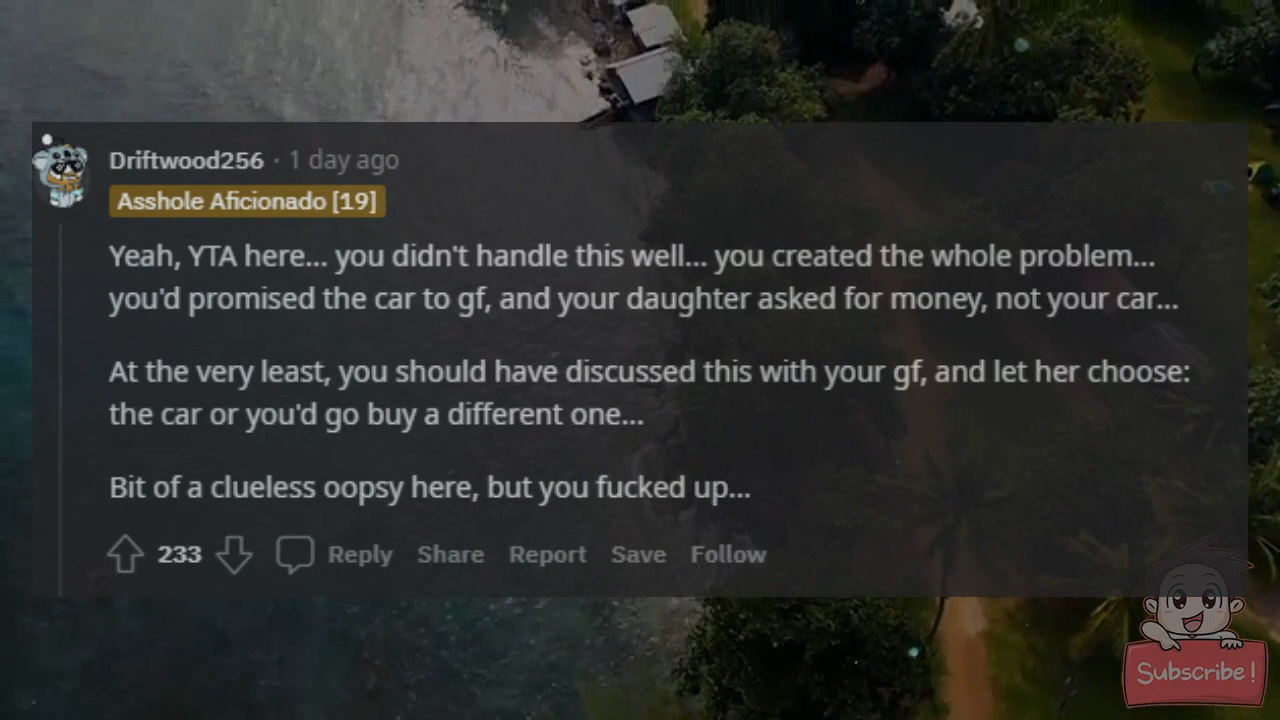 Driftwood256 · 1 day ago
Asshole Aficionado [19]
Yeah, YTA here... you didn't handle this well... you created the whole problem...
you'd promised the car to gf, and your daughter asked for money, not your car...
At the very least, you should have discussed this with your gf, and let her choose:
the car or you'd go buy a different one...
Bit of a clueless oopsy here, but you fucked up...
233 Reply Share Report Save Follow
Subscribe!